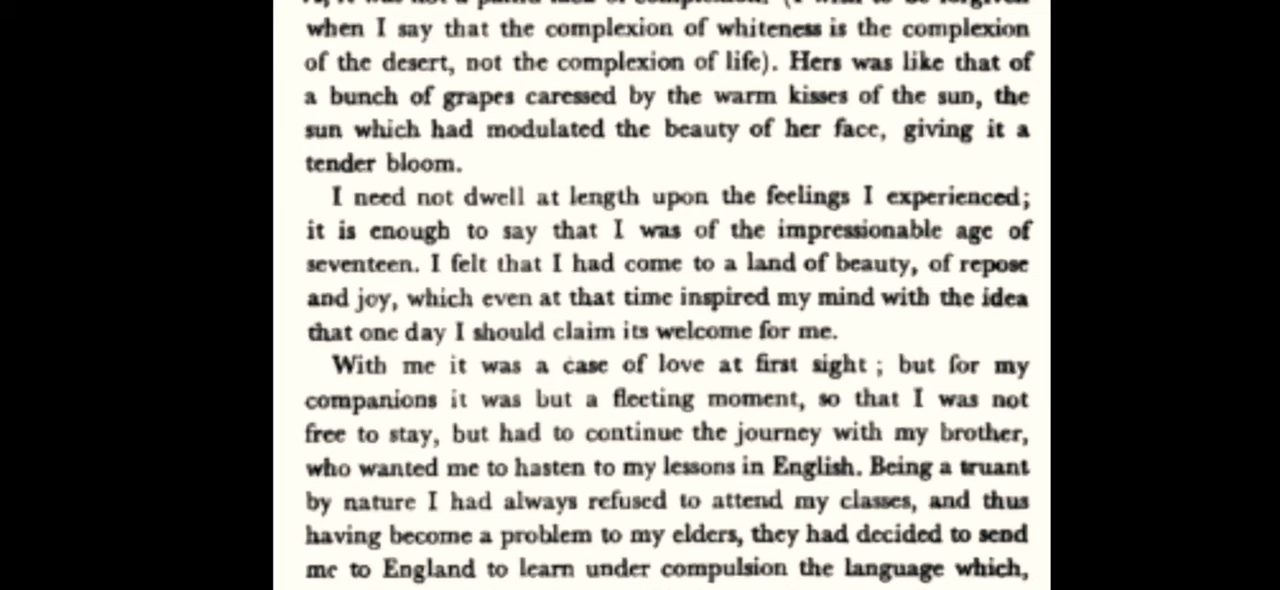 when I say that the complexion of whiteness is the complexion
of the desert, not the complexion of life). Hers was like that of
a bunch of grapes caressed by the warm kisses of the sun, the
sun which had modulated the beauty of her face, giving it a
tender bloom.
I need not dwell at length upon the feelings I experienced;
it is enough to say that I was of the impressionable age of
seventeen. I felt that I had come to a land of beauty, of repose
and joy, which even at that time inspired my mind with the idea
that one day I should claim its welcome for me.
With me it was a case of love at first sight ; but for my
companions it was but a fleeting moment, so that I was not
free to stay, but had to continue the journey with my brother,
who wanted me to hasten to my lessons in English. Being a truant
by nature I had always refused to attend my classes, and thus
having become a problem to my elders, they had decided to send
me to England to learn under compulsion the language which,